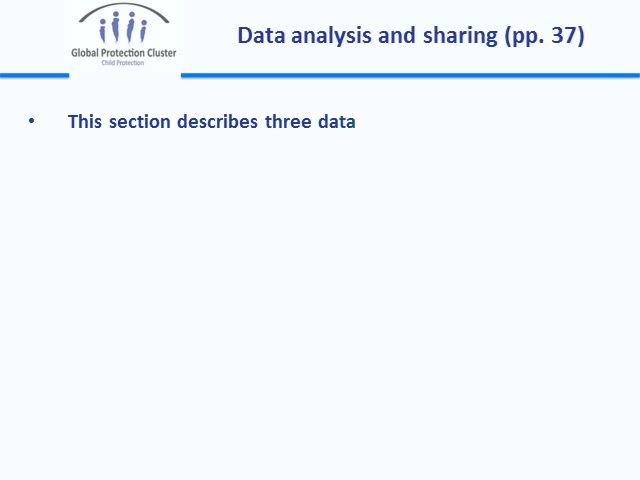 Data analysis and sharing (pp. 37)
Global Protection Cluster
Child Protection
• This section describes three data